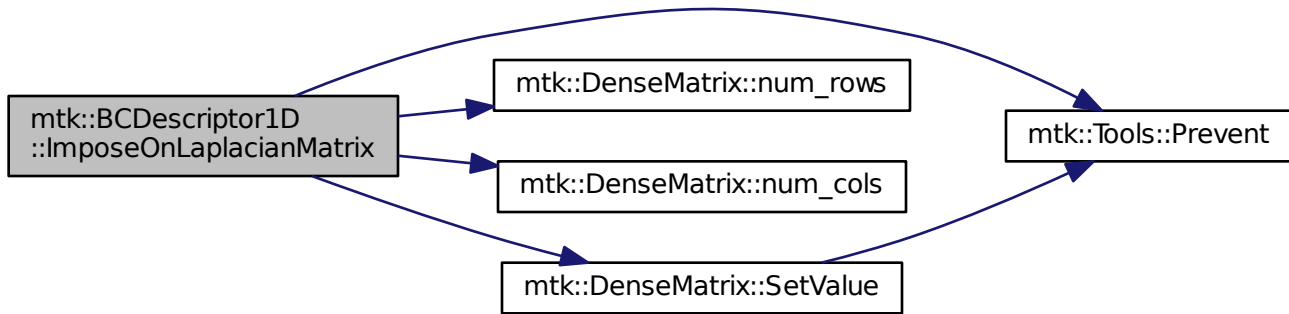 mtk::BCDescriptor1D
::ImposeOnLaplacianMatrix
mtk::DenseMatrix::num_rows
mtk::DenseMatrix::num_cols
mtk::DenseMatrix::SetValue
mtk::Tools::Prevent